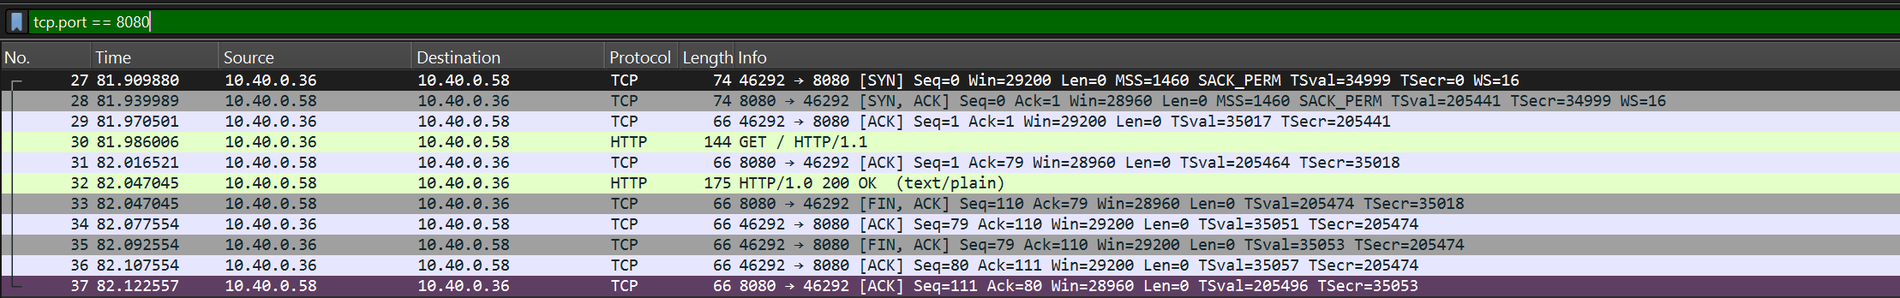 tcp.port == 8080
No. Time Source Destination Protocol Length Info
27 81.909880 10.40.0.36 10.40.0.58 TCP 74 46292 → 8080 [SYN] Seq=0 Win=29200 Len=0 MSS=1460 SACK_PERM TSval=34999 TSecr=0 WS=16
28 81.939989 10.40.0.58 10.40.0.36 TCP 74 8080 → 46292 [SYN, ACK] Seq=0 Ack=1 Win=28960 Len=0 MSS=1460 SACK_PERM TSval=205441 TSecr=34999 WS=16
29 81.970501 10.40.0.36 10.40.0.58 TCP 66 46292 → 8080 [ACK] Seq=1 Ack=1 Win=29200 Len=0 TSval=35017 TSecr=205441
30 81.986006 10.40.0.36 10.40.0.58 HTTP 144 GET / HTTP/1.1
31 82.016521 10.40.0.58 10.40.0.36 TCP 66 8080 → 46292 [ACK] Seq=1 Ack=79 Win=28960 Len=0 TSval=205464 TSecr=35018
32 82.047045 10.40.0.58 10.40.0.36 HTTP 175 HTTP/1.0 200 OK (text/plain)
33 82.047045 10.40.0.58 10.40.0.36 TCP 66 8080 → 46292 [FIN, ACK] Seq=110 Ack=79 Win=28960 Len=0 TSval=205474 TSecr=35018
34 82.077554 10.40.0.36 10.40.0.58 TCP 66 46292 → 8080 [ACK] Seq=79 Ack=110 Win=29200 Len=0 TSval=35051 TSecr=205474
35 82.092554 10.40.0.36 10.40.0.58 TCP 66 46292 → 8080 [FIN, ACK] Seq=79 Ack=110 Win=29200 Len=0 TSval=35053 TSecr=205474
36 82.107554 10.40.0.36 10.40.0.58 TCP 66 46292 → 8080 [ACK] Seq=80 Ack=111 Win=29200 Len=0 TSval=35057 TSecr=205474
37 82.122557 10.40.0.58 10.40.0.36 TCP 66 8080 → 46292 [ACK] Seq=111 Ack=80 Win=28960 Len=0 TSval=205496 TSecr=35053